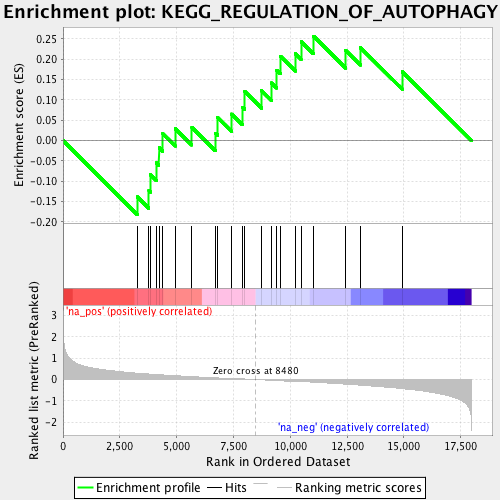 Enrichment plot: KEGG_REGULATION_OF_AUTOPHAGY
Enrichment score (ES)
0.25
0.20
0.15
0.10
0.05
0.00
-0.05
-0.10
-0.15
-0.20
'na_pos' (positively correlated)
Ranked list metric (PreRanked)
3
2
1
0
-1
-2
Zero cross at 8480
'na_neg' (negatively correlated)
0
2,500
5,000
7,500
10,000
12,500
15,000
17,500
Rank in Ordered Dataset
Enrichment profile
Hits
Ranking metric scores